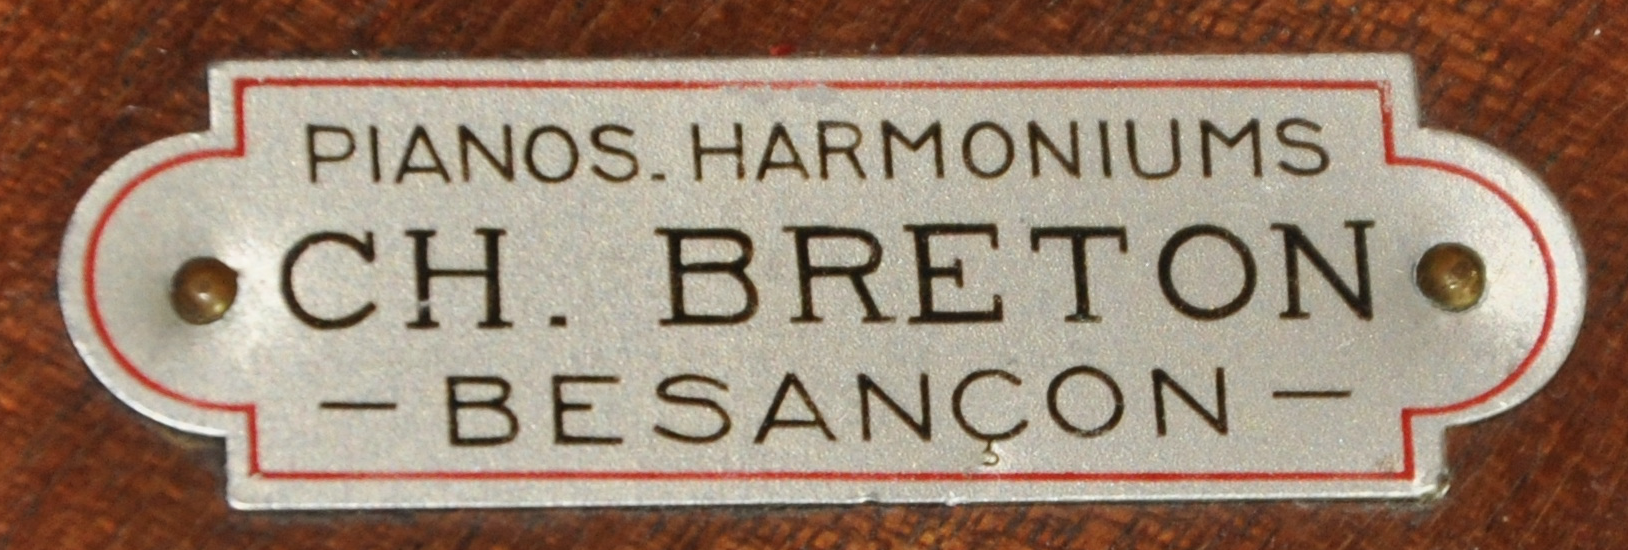 PIANOS. HARMONIUMS
CH. BRETON
— BESANÇON —